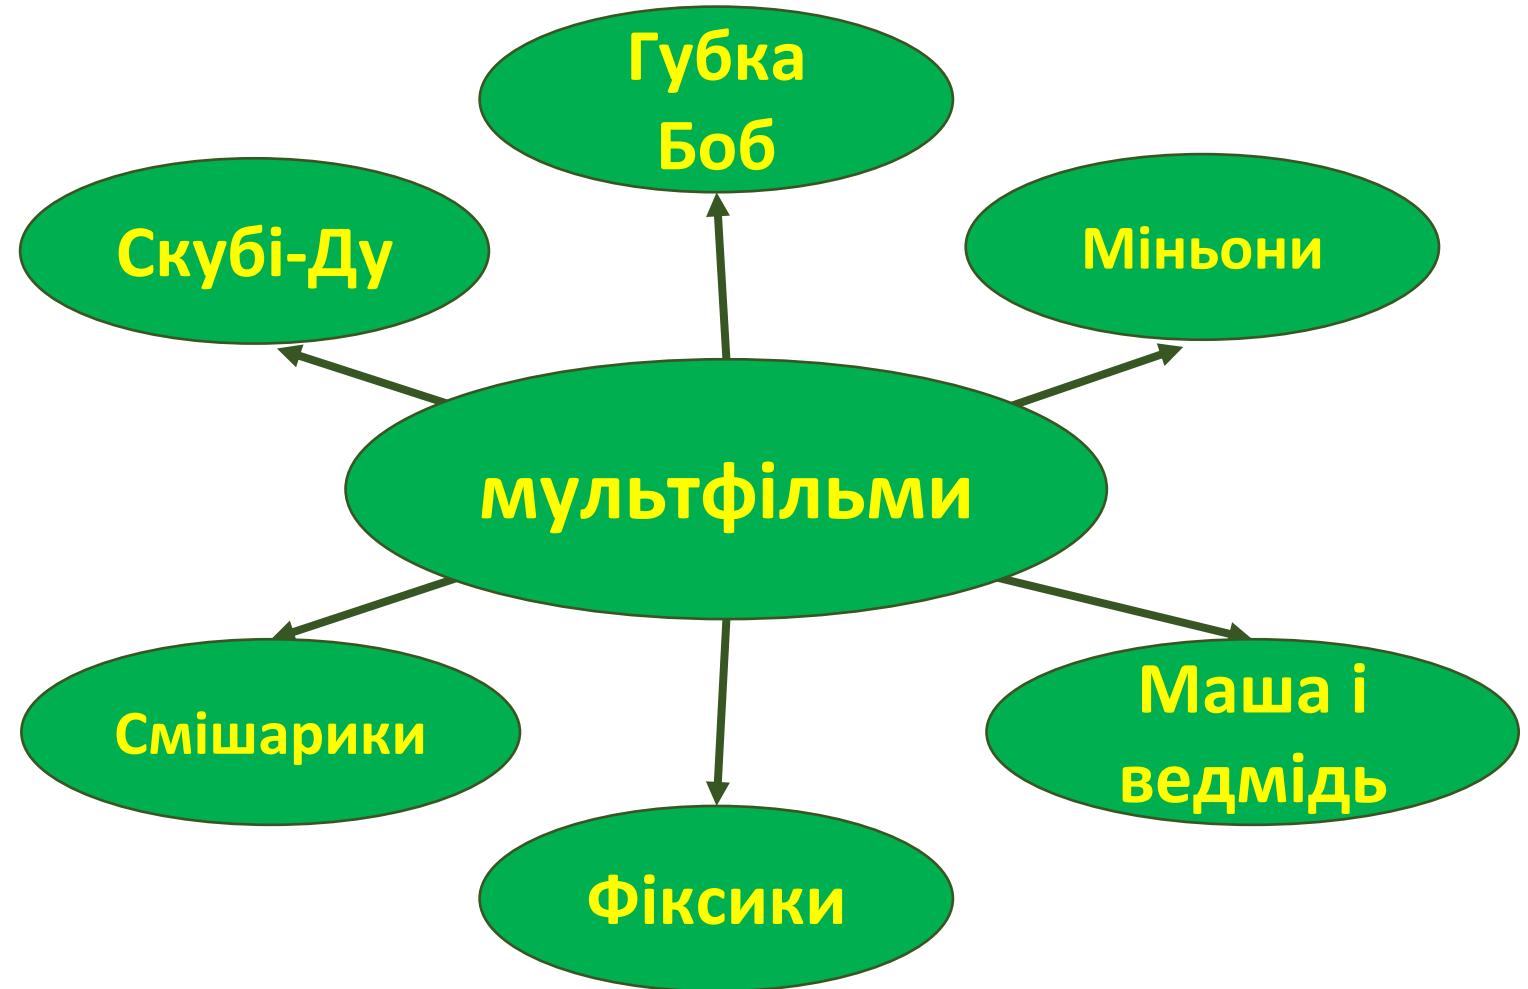 Губка
Боб
Скубі-Ду
Міньони
мультфільми
Смішарики
Маша і
ведмідь
Фіксики